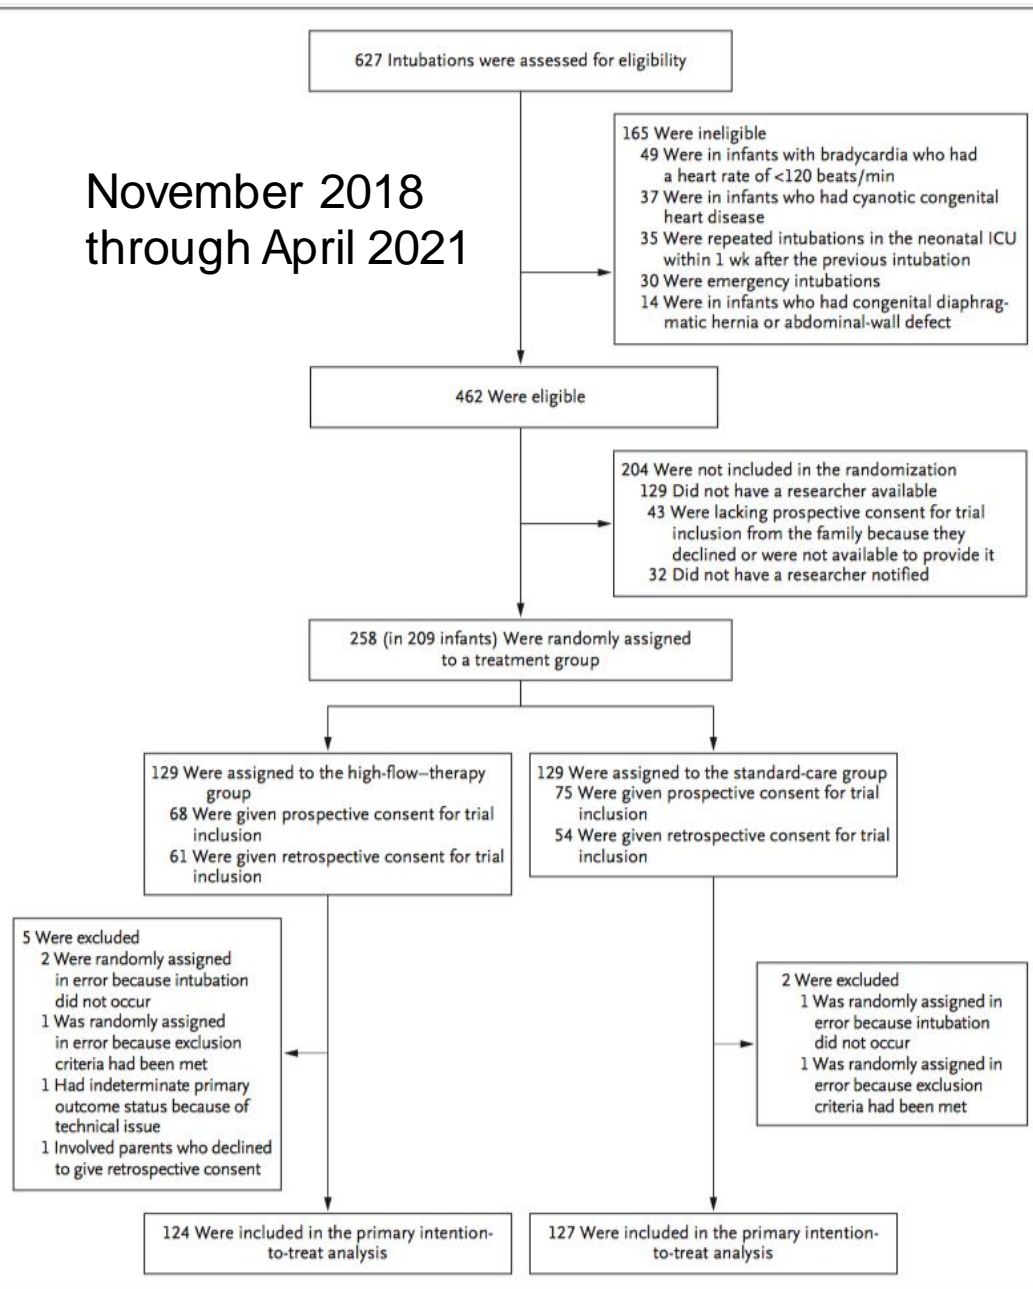 627 Intubations were assessed for eligibility
November 2018
through April 2021
165 Were ineligible
49 Were in infants with bradycardia who had
a heart rate of <120 beats/min
37 Were in infants who had cyanotic congenital
heart disease
35 Were repeated intubations in the neonatal ICU
within 1 wk after the previous intubation
30 Were emergency intubations
14 Were in infants who had congenital diaphrag-
matic hernia or abdominal-wall defect
462 Were eligible
204 Were not included in the randomization
129 Did not have a researcher available
43 Were lacking prospective consent for trial
inclusion from the family because they
declined or were not available to provide it
32 Did not have a researcher notified
258 (in 209 infants) Were randomly assigned
to a treatment group
129 Were assigned to the high-flow–therapy
group
68 Were given prospective consent for trial
inclusion
61 Were given retrospective consent for trial
inclusion
129 Were assigned to the standard-care group
75 Were given prospective consent for trial
inclusion
54 Were given retrospective consent for trial
inclusion
5 Were excluded
2 Were randomly assigned
in error because intubation
did not occur
1 Was randomly assigned
in error because exclusion
criteria had been met
1 Had indeterminate primary
outcome status because of
technical issue
1 Involved parents who declined
to give retrospective consent
2 Were excluded
1 Was randomly assigned in
error because intubation
did not occur
1 Was randomly assigned in
error because exclusion
criteria had been met
124 Were included in the primary intention-
to-treat analysis
127 Were included in the primary intention-
to-treat analysis